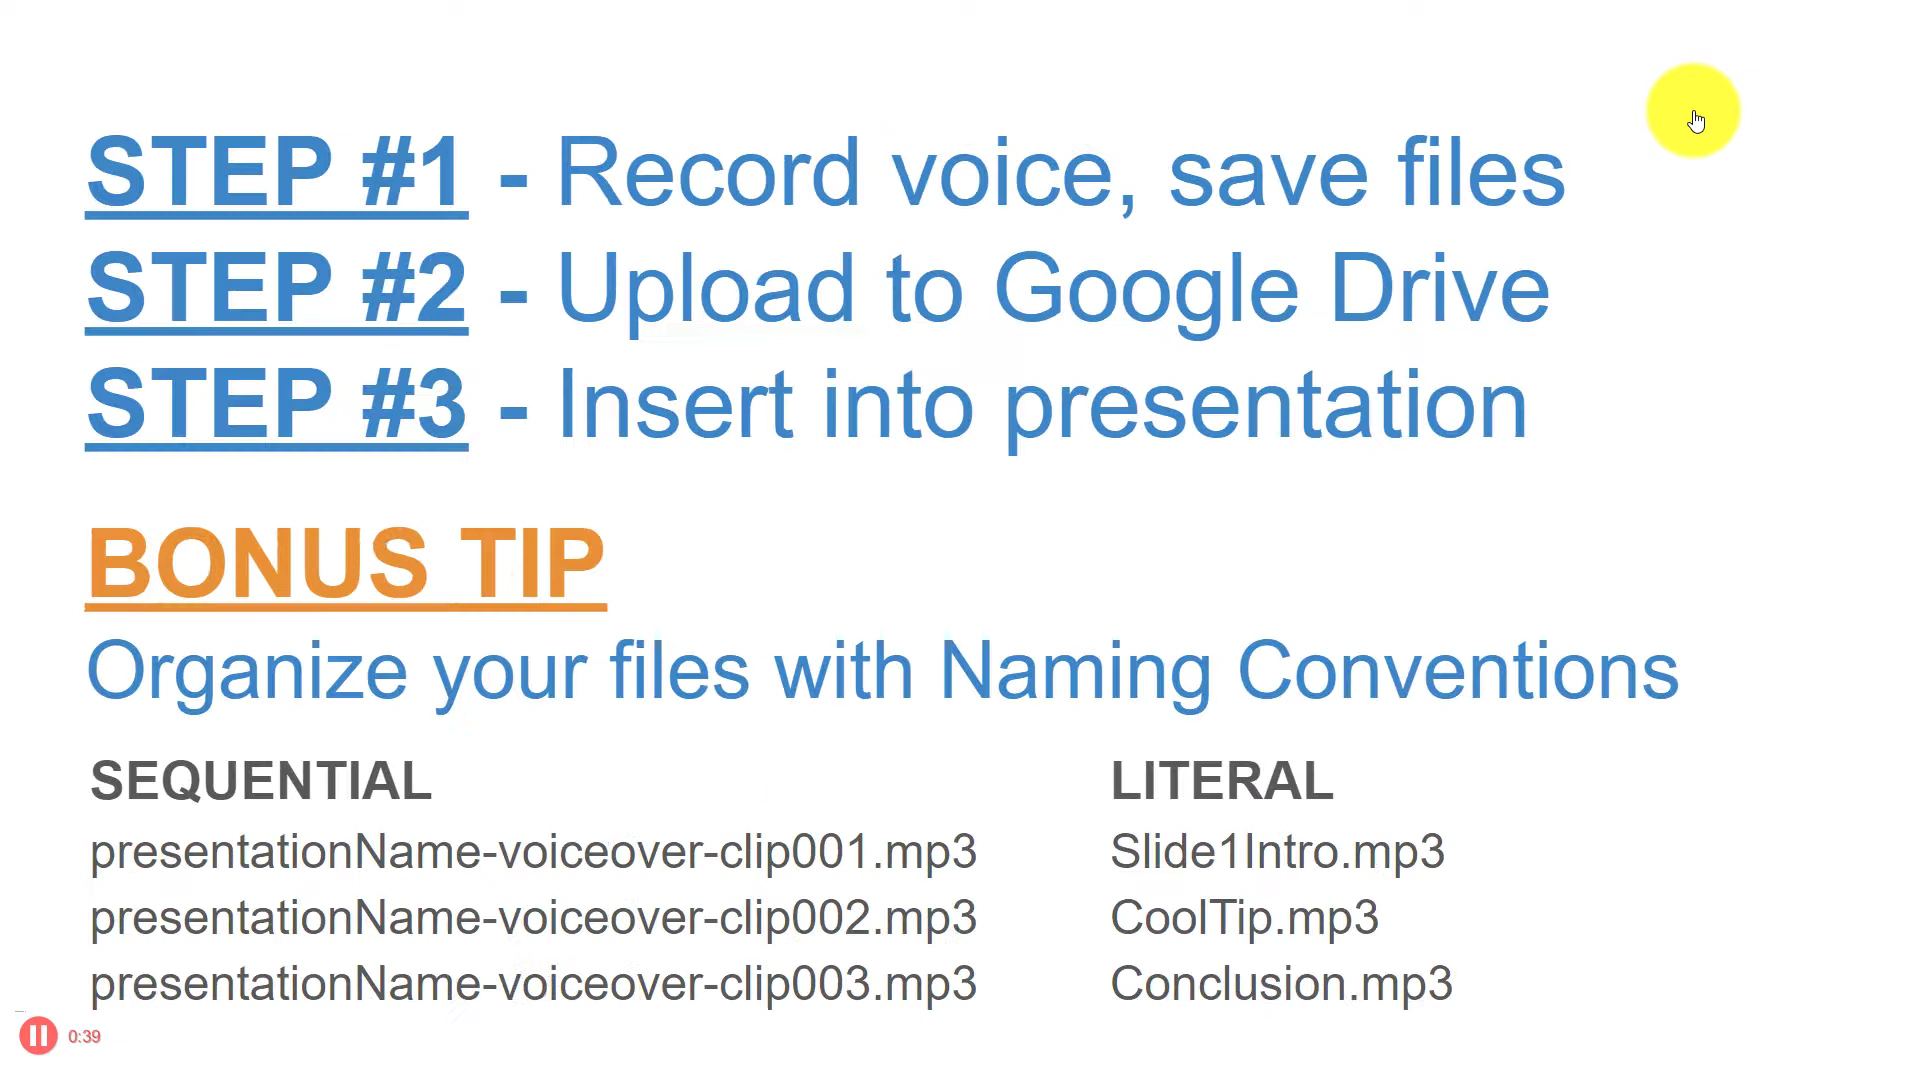 STEP #1 - Record voice, save files
STEP #2 - Upload to Google Drive
STEP #3 - Insert into presentation
BONUS TIP
Organize your files with Naming Conventions
SEQUENTIAL
presentationName-voiceover-clip001.mp3
presentationName-voiceover-clip002.mp3
presentationName-voiceover-clip003.mp3
LITERAL
Slide1Intro.mp3
CoolTip.mp3
Conclusion.mp3
0:39